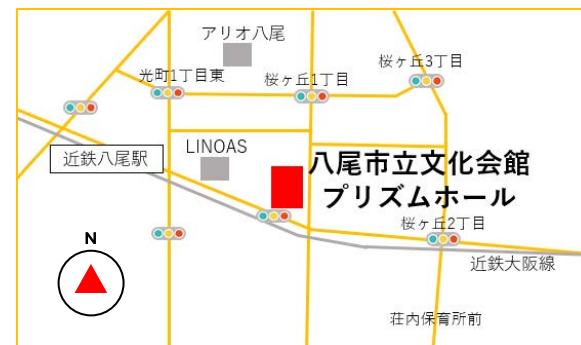 アリオ八尾
桜ヶ丘3丁目
光町1丁目東
桜ヶ丘1丁目
LINOAS
近鉄八尾駅
八尾市立文化会館
プリズムホール
桜ヶ丘2丁目
N
近鉄大阪線
荘内保育所前